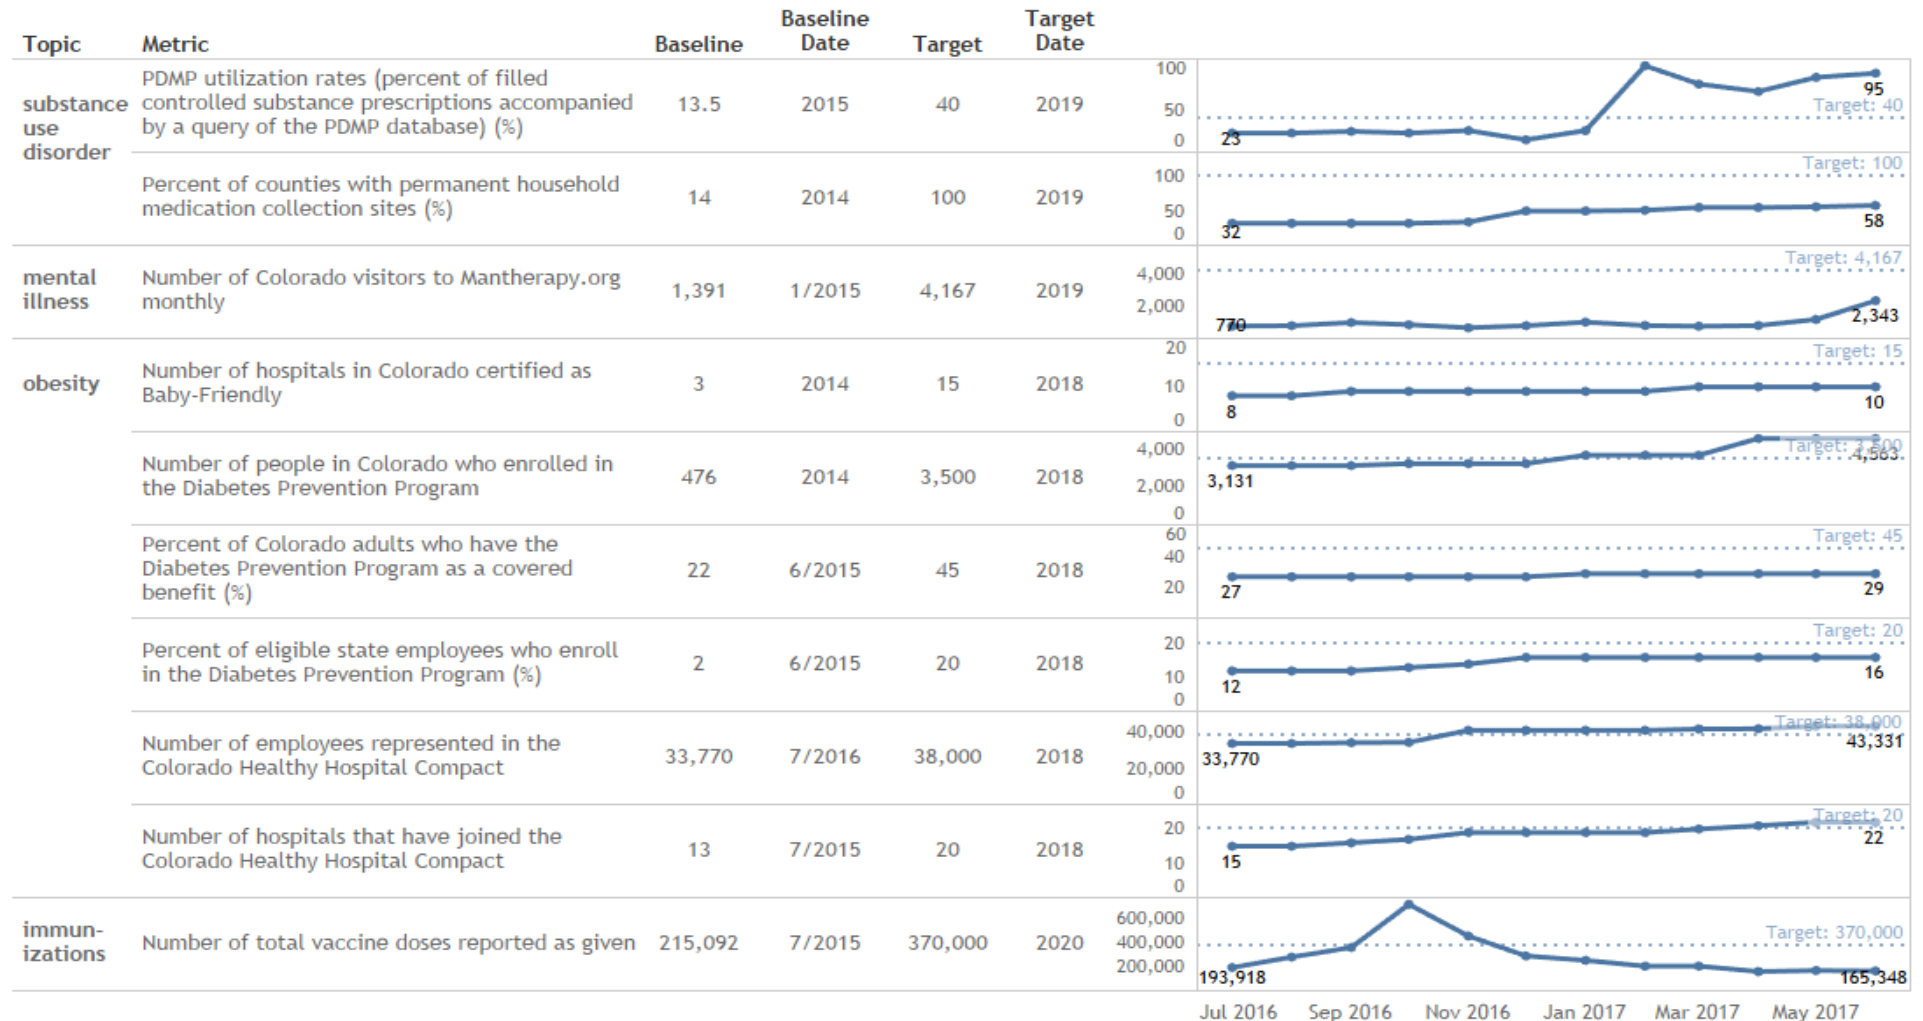 Topic Metric Baseline Baseline Date Target Target Date
substance use disorder
PDMP utilization rates (percent of filled
controlled substance prescriptions accompanied
by a query of the PDMP database) (%)
13.5 2015 40 2019
100
50
0
Target: 40
23
95
Percent of counties with permanent household
medication collection sites (%)
14 2014 100 2019
100
50
0
Target: 100
32
58
mental illness
Number of Colorado visitors to Mantherapy.org
monthly
1,391 1/2015 4,167 2019
4,000
2,000
Target: 4,167
770
2,343
obesity
Number of hospitals in Colorado certified as
Baby-Friendly
3 2014 15 2018
20
10
0
Target: 15
8
10
Number of people in Colorado who enrolled in
the Diabetes Prevention Program
476 2014 3,500 2018
4,000
2,000
0
Target: 3,500
3,131
4,563
Percent of Colorado adults who have the
Diabetes Prevention Program as a covered
benefit (%)
22 6/2015 45 2018
60
40
20
Target: 45
27
29
Percent of eligible state employees who enroll
in the Diabetes Prevention Program (%)
2 6/2015 20 2018
20
10
0
Target: 20
12
16
Number of employees represented in the
Colorado Healthy Hospital Compact
33,770 7/2016 38,000 2018
40,000
20,000
0
Target: 38,000
33,770
43,331
Number of hospitals that have joined the
Colorado Healthy Hospital Compact
13 7/2015 20 2018
20
10
0
Target: 20
15
22
immun-
izations
Number of total vaccine doses reported as given
215,092 7/2015 370,000 2020
600,000
400,000
200,000
Target: 370,000
193,918
165,348
Jul 2016 Sep 2016 Nov 2016 Jan 2017 Mar 2017 May 2017